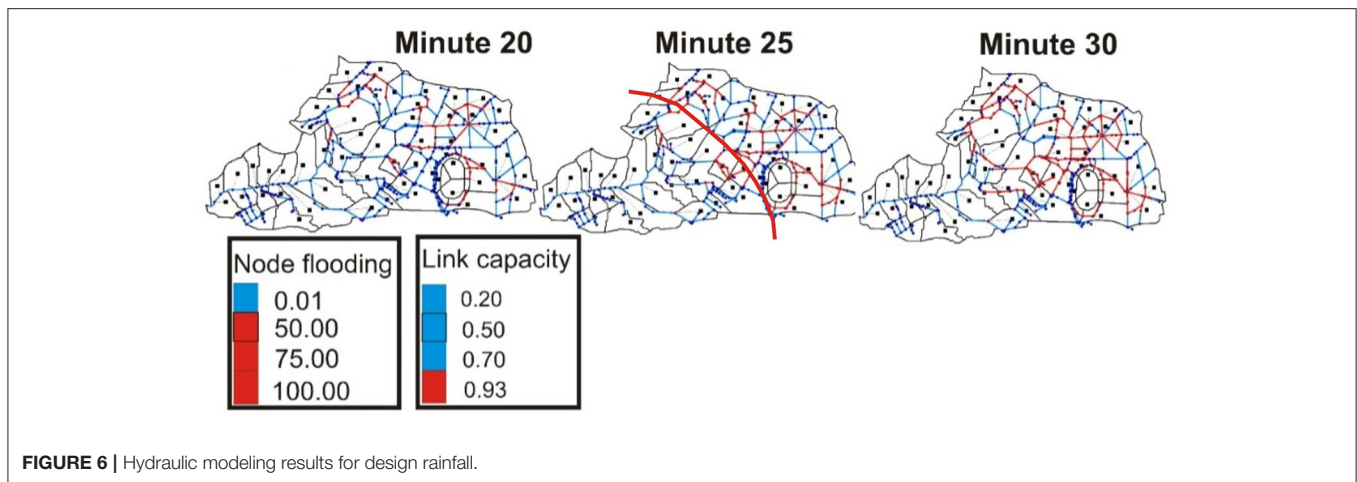 Minute 20 Minute 25 Minute 30
Node flooding
0.01
50.00
75.00
100.00
Link capacity
0.20
0.50
0.70
0.93
FIGURE 6 | Hydraulic modeling results for design rainfall.